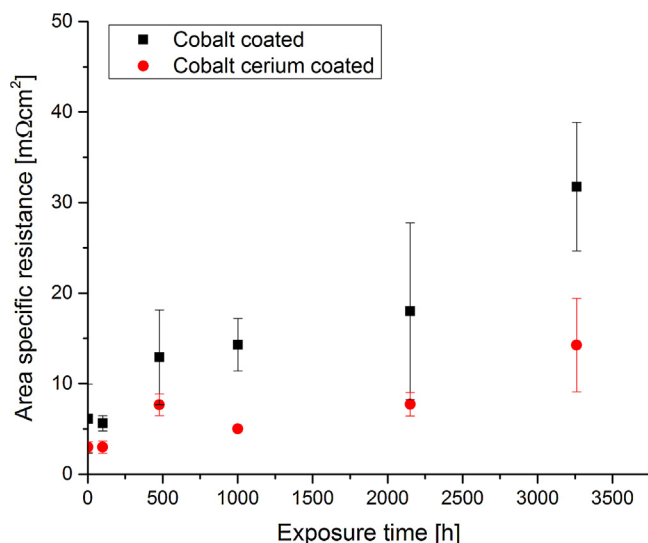 50
40
30
20
10
0
Area specific resistance [mΩcm²]
Cobalt coated
Cobalt cerium coated
0 500 1000 1500 2000 2500 3000 3500
Exposure time [h]